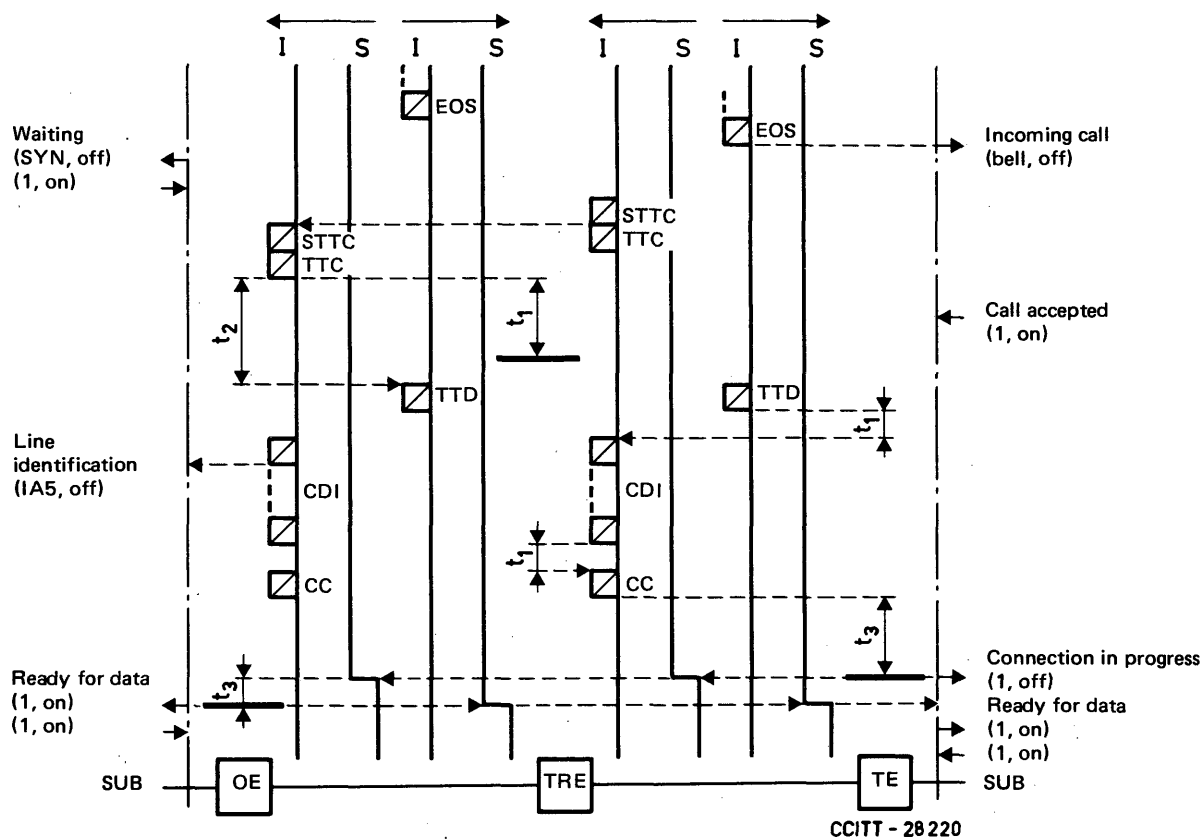 I S I S I S I S
EOS
EOS
Waiting
(SYN, off)
(1, on)
Incoming call
(bell, off)
STTC
TTC
STTC
TTC
t2
t1
Call accepted
(1, on)
TTD
TTD
t1
Line
identification
(IA5, off)
CDI
CDI
t1
CC
CC
t3
Ready for data
(1, on)
(1, on)
t3
Connection in progress
(1, off)
Ready for data
(1, on)
(1, on)
SUB
OE
TRE
TE
SUB
CCITT - 28 220